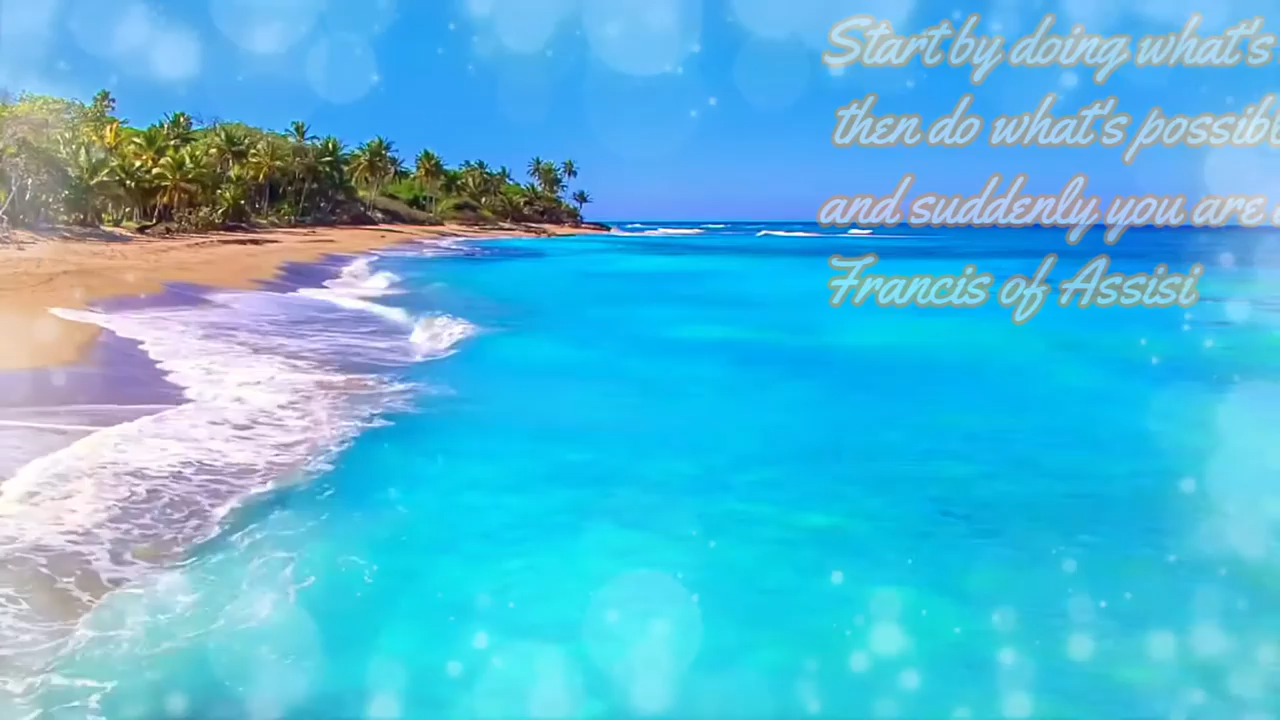 Start by doing what's
then do what's possib
and suddenly you are
Francis of Assisi